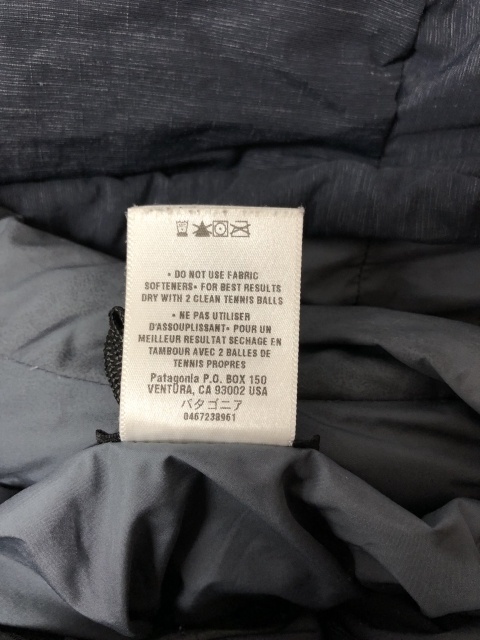 • DO NOT USE FABRIC
SOFTENERS• FOR BEST RESULTS
DRY WITH 2 CLEAN TENNIS BALLS
• NE PAS UTILISER
D'ASSOUPLISSANT• POUR UN
MEILLEUR RESULTAT SECHAGE EN
TAMBOUR AVEC 2 BALLES DE
TENNIS PROPRES
Patagonia P.O. BOX 150
VENTURA, CA 93002 USA
パタゴニア
0467238961